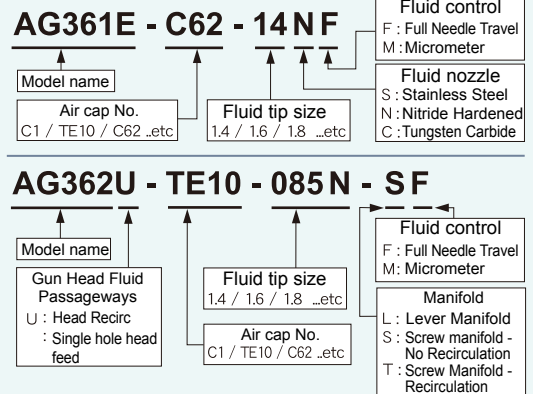 Fluid control
F : Full Needle Travel
M : Micrometer
AG361E - C62 - 14 N F
Model name
Air cap No.
C1 / TE10 / C62 ..etc
Fluid tip size
1.4 / 1.6 / 1.8 ...etc
Fluid nozzle
S : Stainless Steel
N : Nitride Hardened
C : Tungsten Carbide
AG362U - TE10 - 085 N - S F
Model name
Gun Head Fluid
Passageways
U : Head Recirc
: Single hole head
feed
Fluid tip size
1.4 / 1.6 / 1.8 ...etc
Air cap No.
C1 / TE10 / C62 ..etc
Fluid control
F : Full Needle Travel
M : Micrometer
Manifold
L : Lever Manifold
S : Screw manifold -
No Recirculation
T : Screw Manifold -
Recirculation